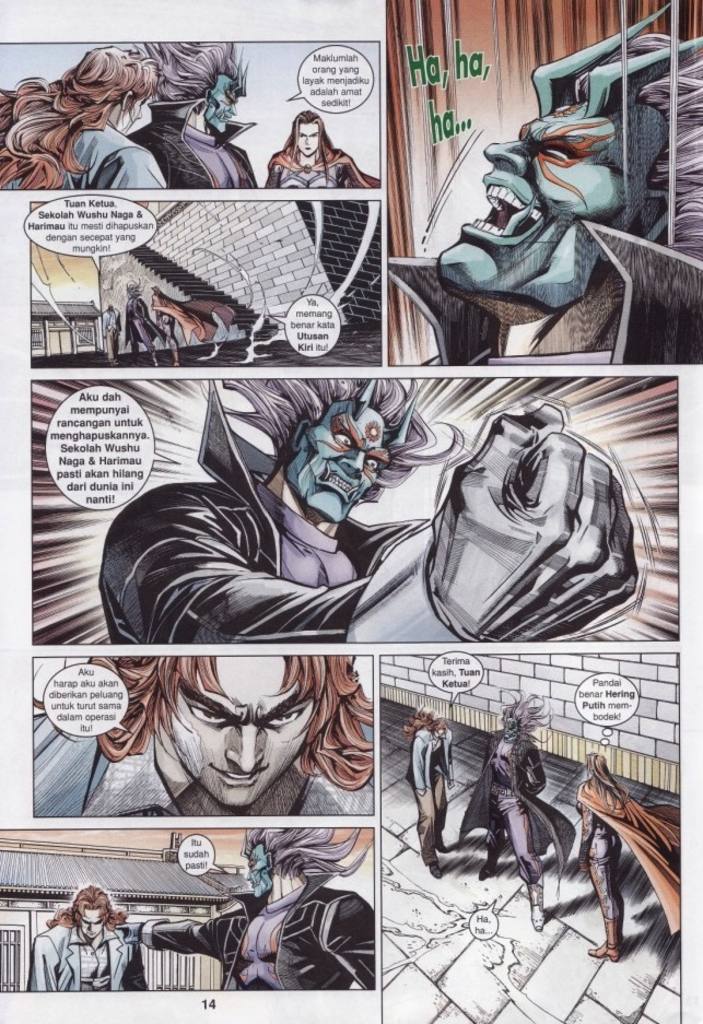 Maklumlah
orang yang
layak menjadiku
adalah amat
sedikit!
Ha, ha,
ha...
Tuan Ketua,
Sekolah Wushu Naga &
Harimau itu mesti dihapuskan
dengan secepat yang
mungkin!
Ya,
memang
benar kata
Utusan
Kiri itu!
Aku dah
mempunyai
rancangan untuk
menghapuskannya.
Sekolah Wushu
Naga & Harimau
pasti akan hilang
dari dunia ini
nanti!
Aku
harap aku akan
diberikan peluang
untuk turut sama
dalam operasi
itu!
Itu
sudah
pasti!
Terima
kasih, Tuan
Ketua!
Pandai
benar Hering
Putih mem-
bodek!
Ha,
ha...
14